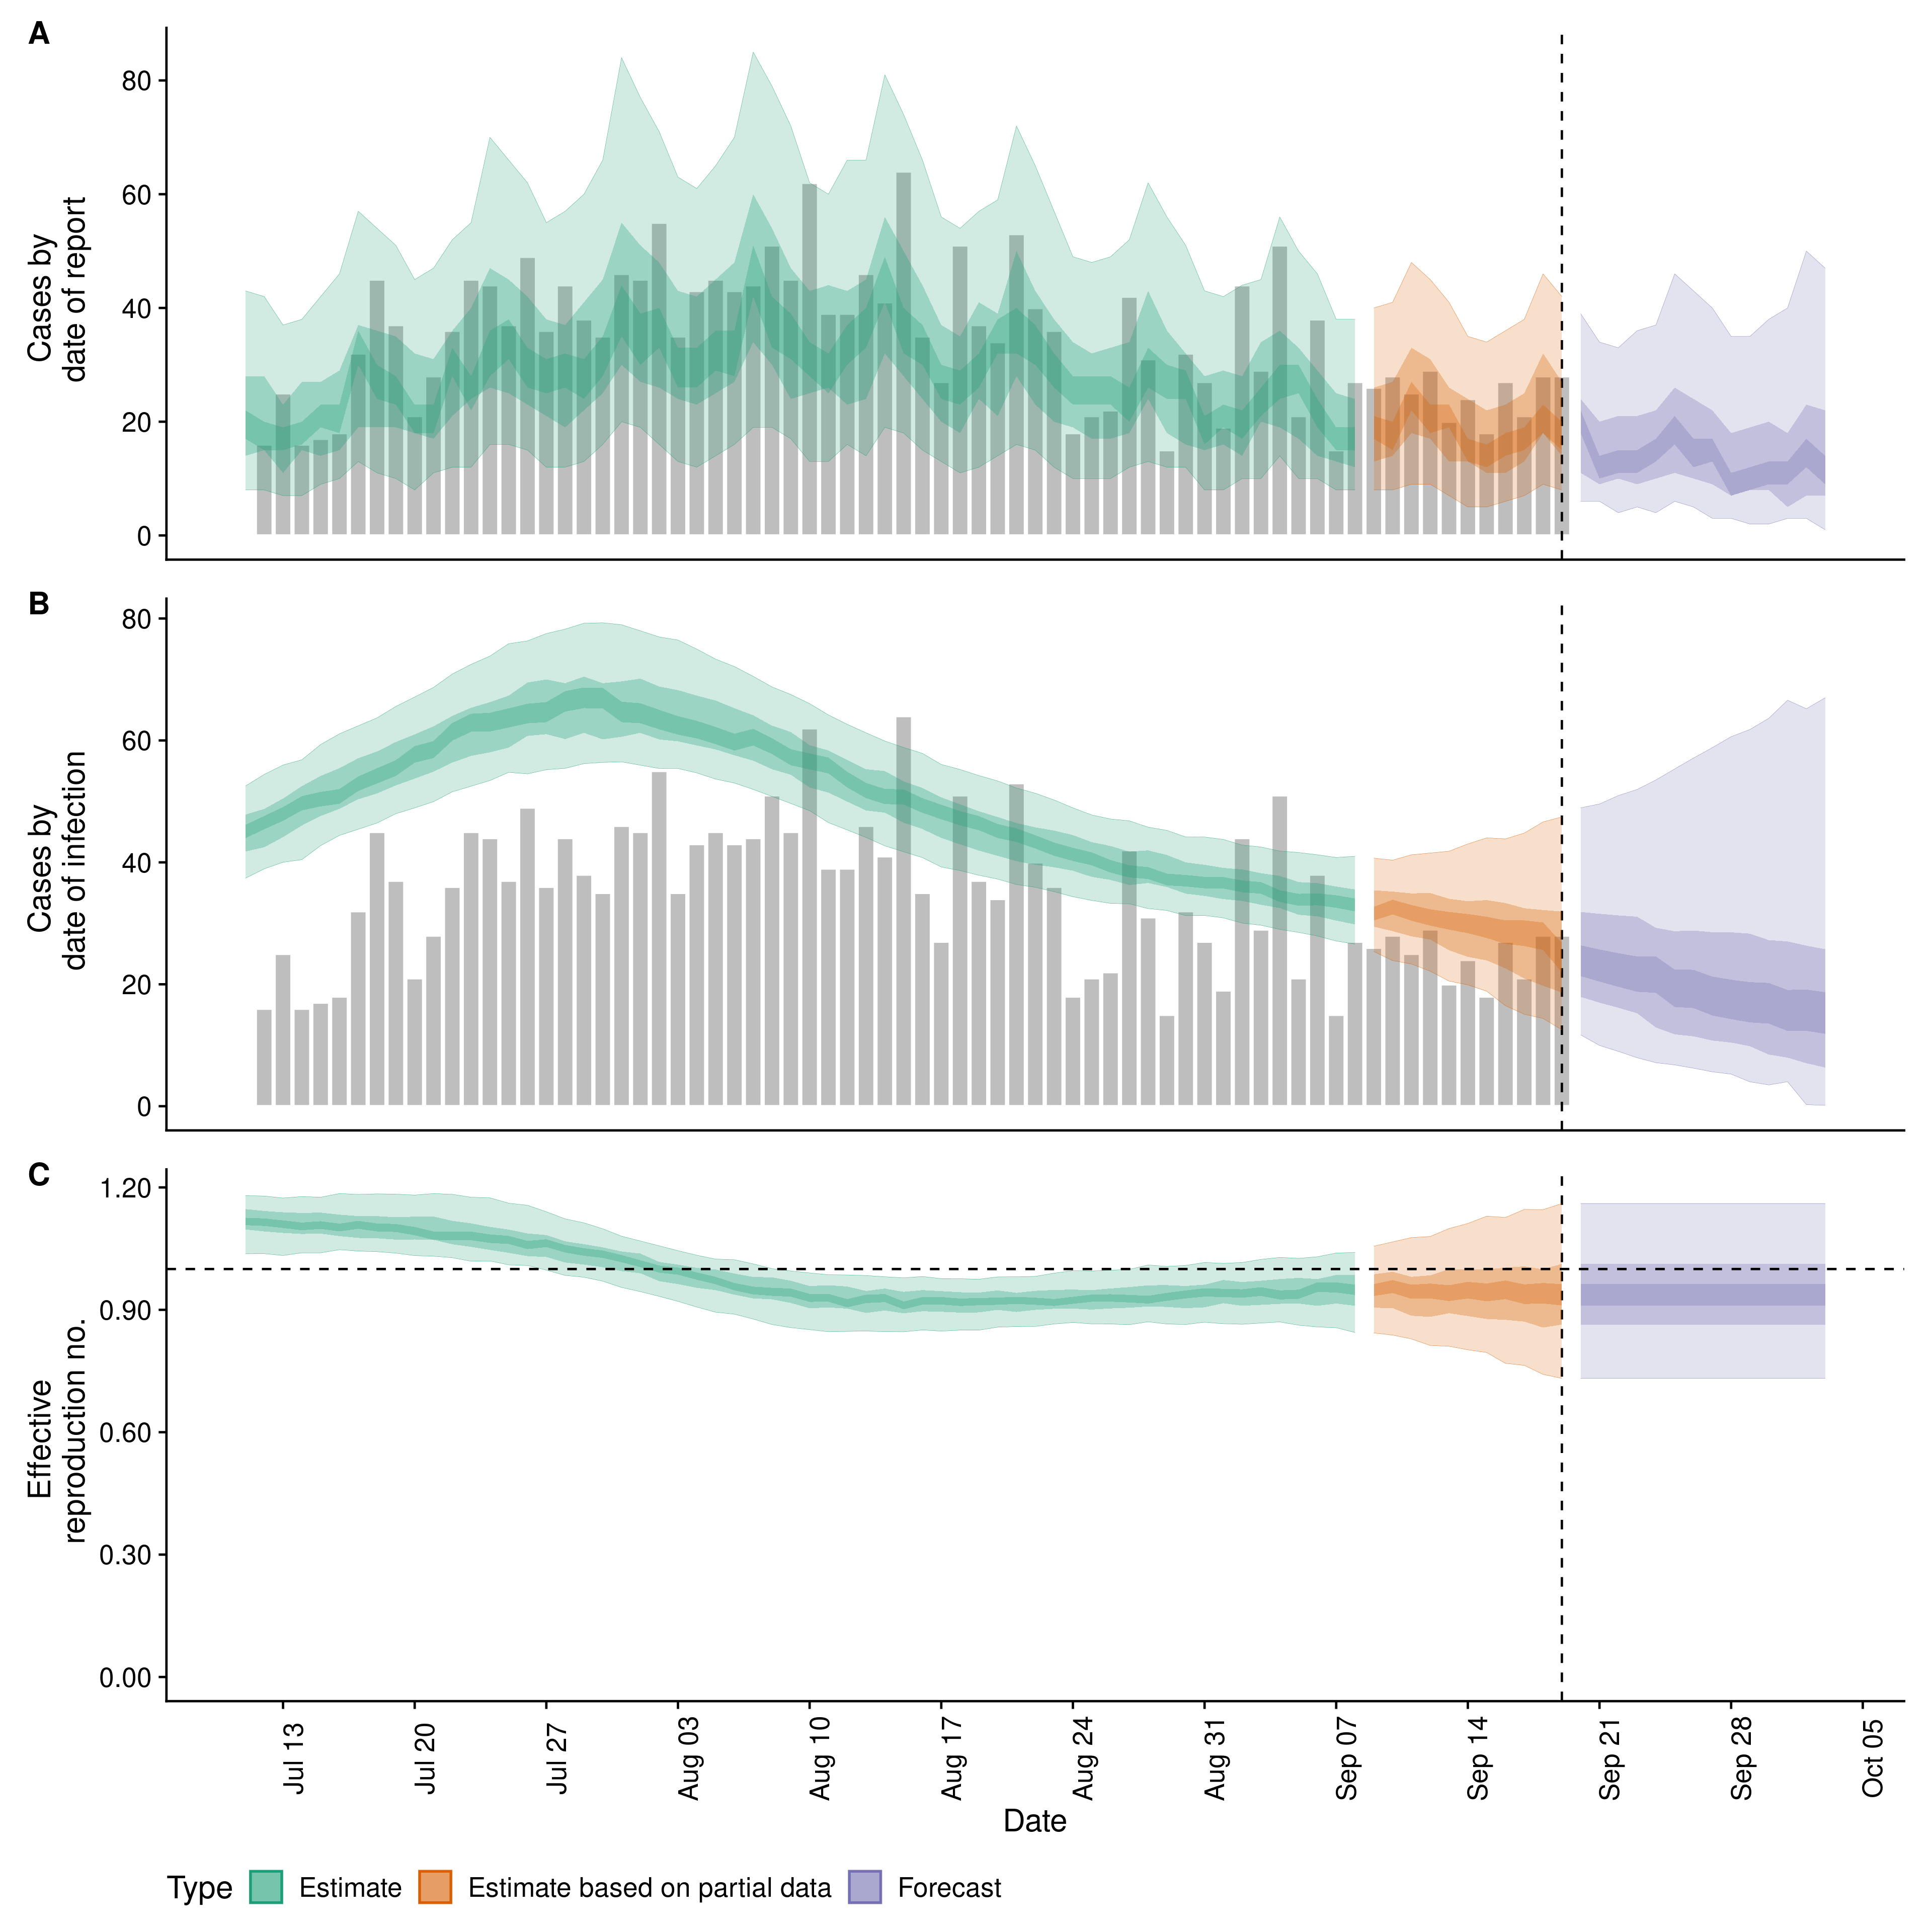 A
Cases by
date of report
80
60
40
20
0
B
Cases by
date of infection
80
60
40
20
0
C
Effective
reproduction no.
1.20
0.90
0.60
0.30
0.00
Jul 13
Jul 20
Jul 27
Aug 03
Aug 10
Aug 17
Aug 24
Aug 31
Sep 07
Sep 14
Sep 21
Sep 28
Oct 05
Date
Type Estimate Estimate based on partial data Forecast